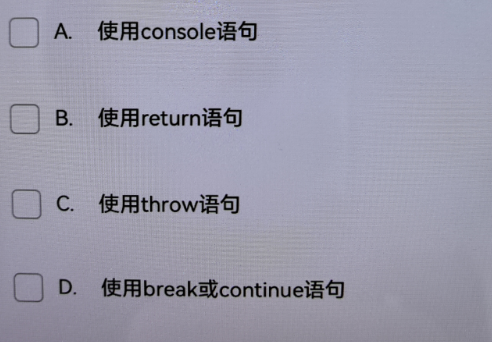 A. 使用console语句
B. 使用return语句
C. 使用throw语句
D. 使用break或continue语句